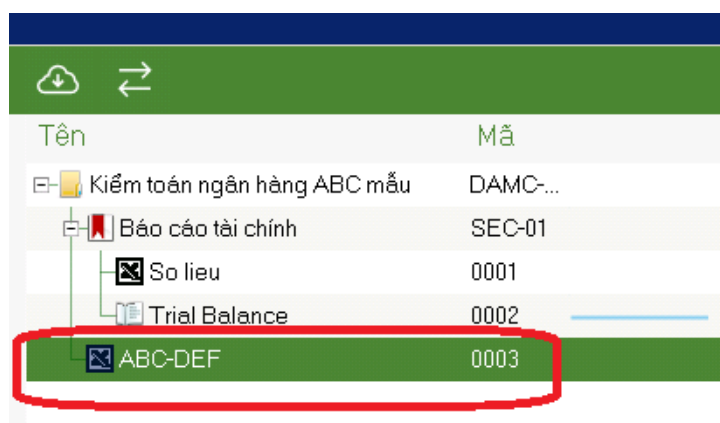 Tên Mã
Kiểm toán ngân hàng ABC mẫu DAMC-...
Báo cáo tài chính SEC-01
So lieu 0001
Trial Balance 0002
ABC-DEF 0003